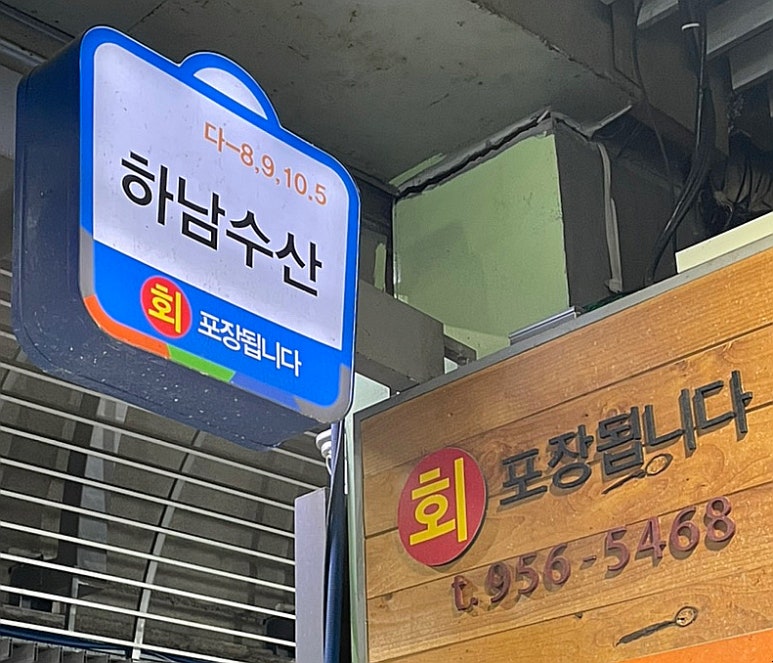 다-8,9,10.5
하남수산
회 포장됩니다
회 포장됩니다
t. 956-5468